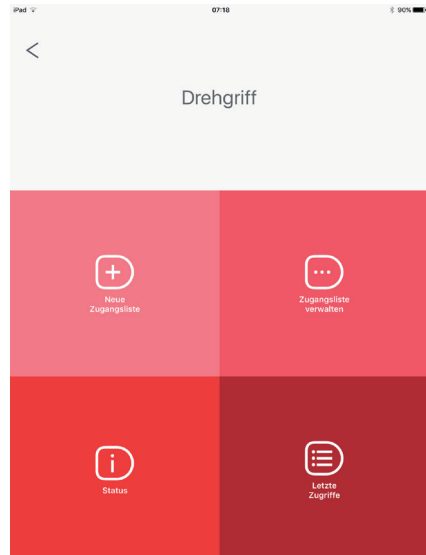 iPad 07:18 90%
Drehgriff
Neue
Zugangsliste
Zugangsliste
verwalten
Status
Letzte
Zugriffe